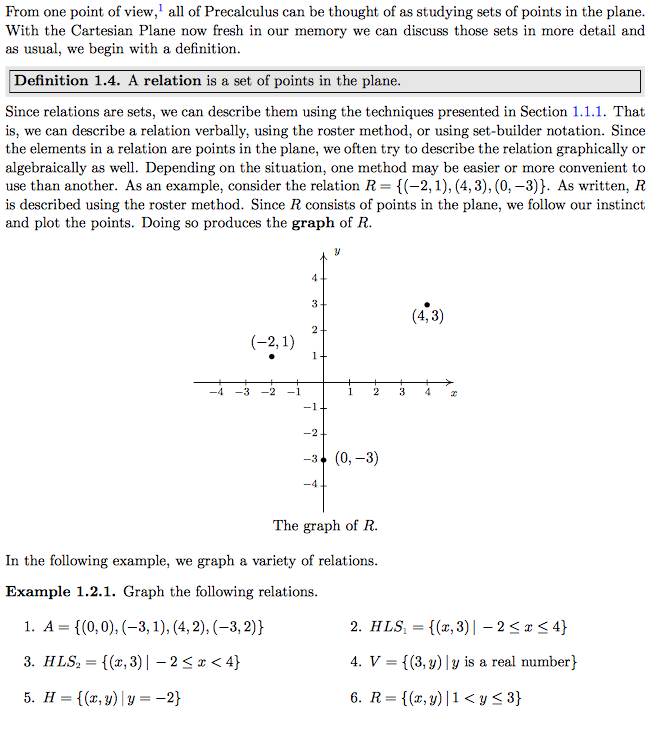 From one point of view,¹ all of Precalculus can be thought of as studying sets of points in the plane.
With the Cartesian Plane now fresh in our memory we can discuss those sets in more detail and
as usual, we begin with a definition.
Definition 1.4. A relation is a set of points in the plane.
Since relations are sets, we can describe them using the techniques presented in Section 1.1.1. That
is, we can describe a relation verbally, using the roster method, or using set-builder notation. Since
the elements in a relation are points in the plane, we often try to describe the relation graphically or
algebraically as well. Depending on the situation, one method may be easier or more convenient to
use than another. As an example, consider the relation R = {(−2, 1), (4, 3), (0, −3)}. As written, R
is described using the roster method. Since R consists of points in the plane, we follow our instinct
and plot the points. Doing so produces the graph of R.
y
4
3
(4, 3)
2
(−2, 1)
1
−4 −3 −2 −1 1 2 3 4 x
−1
−2
−3 (0, −3)
−4
The graph of R.
In the following example, we graph a variety of relations.
Example 1.2.1. Graph the following relations.
1. A = {(0, 0), (−3, 1), (4, 2), (−3, 2)}
2. HLS₁ = {(x, 3) | − 2 ≤ x ≤ 4}
3. HLS₂ = {(x, 3) | − 2 ≤ x < 4}
4. V = {(3, y) | y is a real number}
5. H = {(x, y) | y = −2}
6. R = {(x, y) | 1 < y ≤ 3}